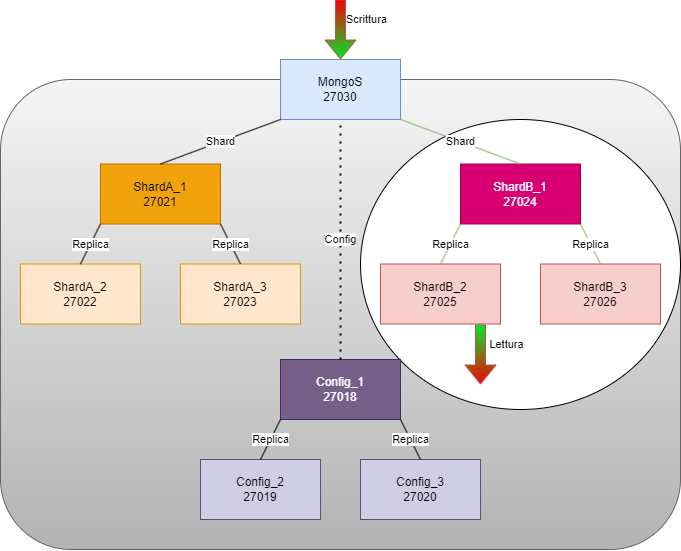 Scrittura
MongoS
27030
Shard
Shard
ShardA_1
27021
ShardB_1
27024
Replica
Replica
Config
Replica
Replica
ShardA_2
27022
ShardA_3
27023
ShardB_2
27025
ShardB_3
27026
Lettura
Config_1
27018
Replica
Replica
Config_2
27019
Config_3
27020